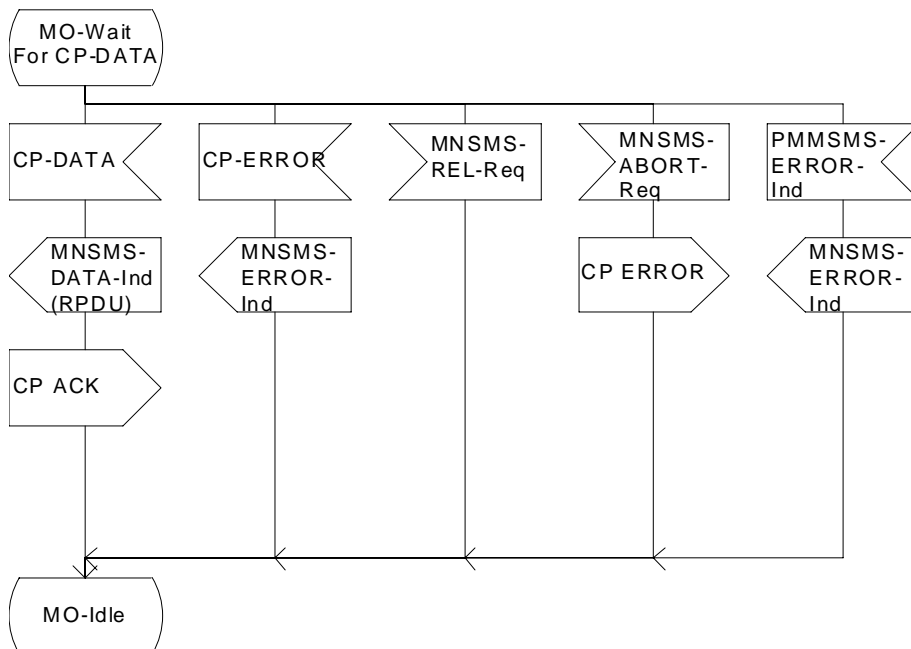 MO-Wait
For CP-DATA
CP-DATA
CP-ERROR
MNSMS-
REL-Req
MNSMS-
ABORT-
Req
PMMSMS-
ERROR-
Ind
MNSMS-
DATA-Ind
(RPDU)
MNSMS-
ERROR-
Ind
CP ERROR
MNSMS-
ERROR-
Ind
CP ACK
MO-Idle